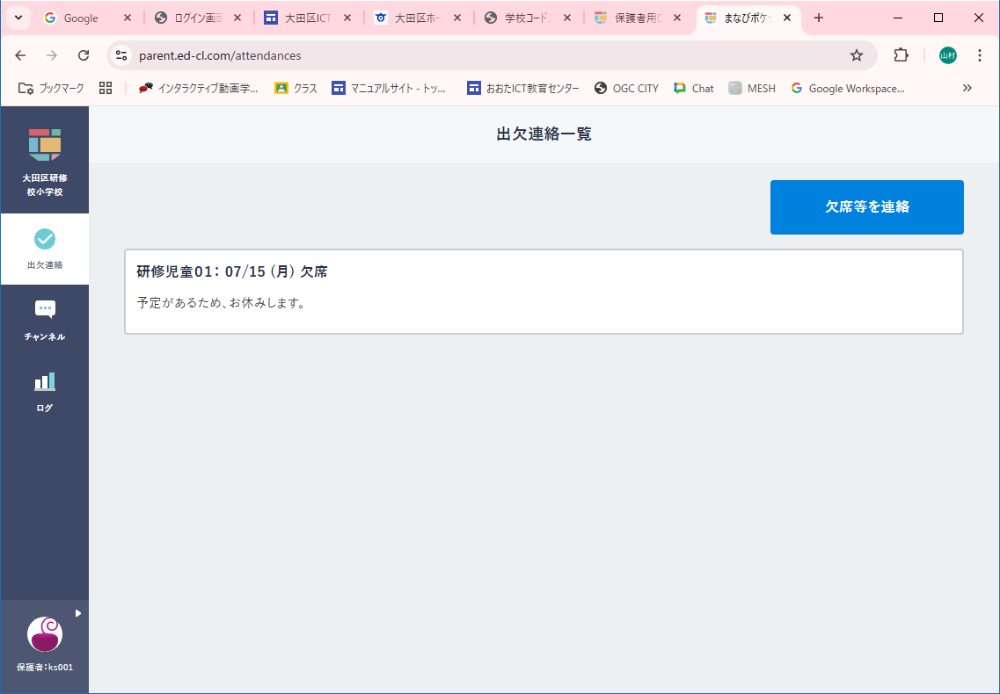 Google
ログイン画面
大田区ICT
大田区ホー
学校コード
保護者用ロ
まなびポケッ
parent.ed-cl.com/attendances
山村
ブックマーク
インタラクティブ動画学...
クラス
マニュアルサイト - トッ...
おおたICT教育センター
OGC CITY
Chat
MESH
Google Workspace...
大田区研修
校小学校
出欠連絡
チャンネル
ログ
保護者：ks001
出欠連絡一覧
欠席等を連絡
研修児童01： 07/15 (月) 欠席
予定があるため、お休みします。